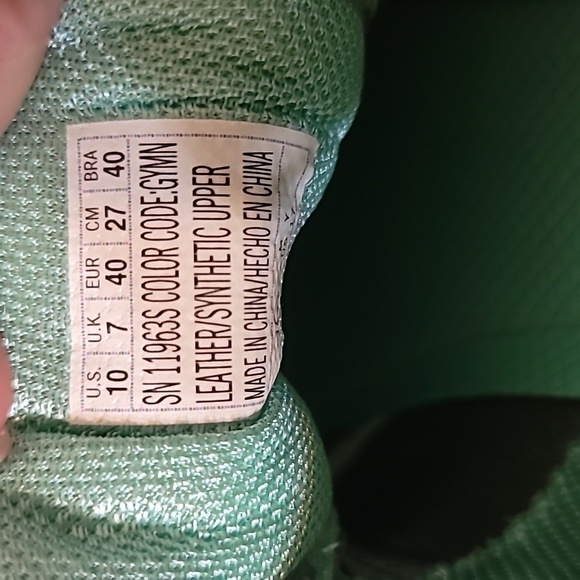 U.S. U.K EUR CM BRA
10 7 40 27 40
SN 11963S COLOR CODE:GYMN
LEATHER/SYNTHETIC UPPER
MADE IN CHINA/HECHO EN CHINA